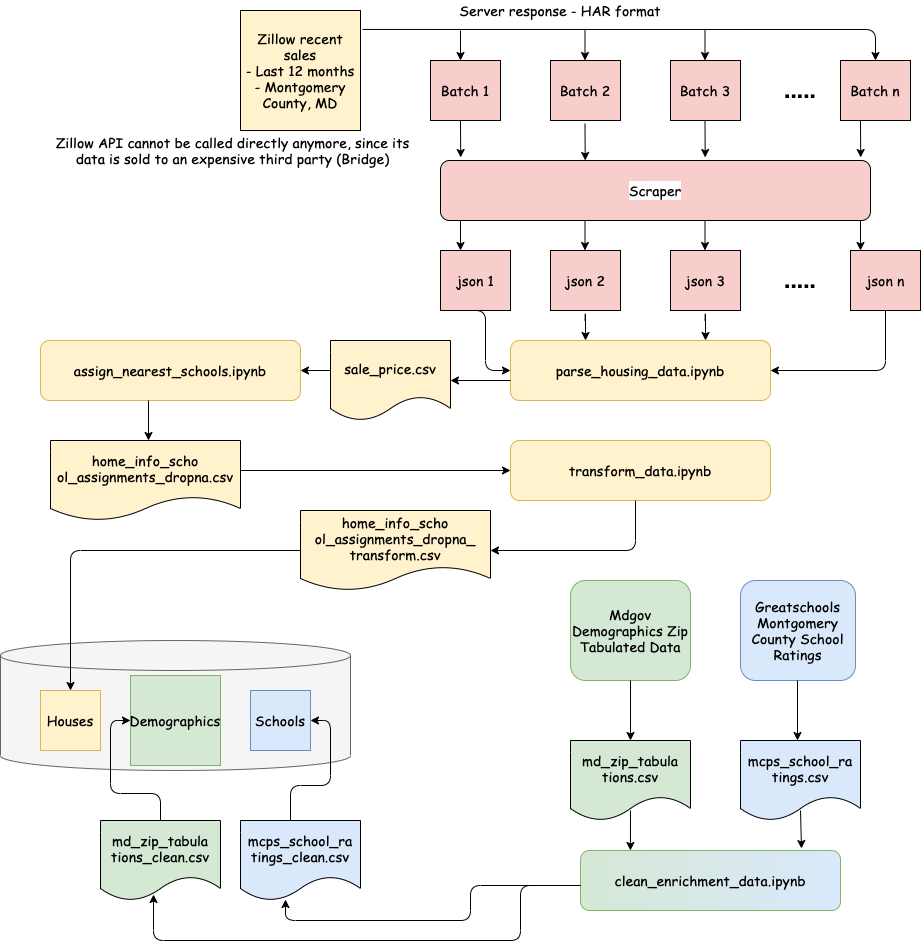 Server response - HAR format
Zillow recent
sales
- Last 12 months
- Montgomery
County, MD
Batch 1
Batch 2
Batch 3
.....
Batch n
Zillow API cannot be called directly anymore, since its
data is sold to an expensive third party (Bridge)
Scraper
json 1
json 2
json 3
.....
json n
assign_nearest_schools.ipynb
sale_price.csv
parse_housing_data.ipynb
home_info_scho
ol_assignments_dropna.csv
transform_data.ipynb
home_info_scho
ol_assignments_dropna_
transform.csv
Mdgov
Demographics Zip
Tabulated Data
Greatschools
Montgomery
County School
Ratings
Houses
Demographics
Schools
md_zip_tabula
tions.csv
mcps_school_ra
tings.csv
md_zip_tabula
tions_clean.csv
mcps_school_ra
tings_clean.csv
clean_enrichment_data.ipynb